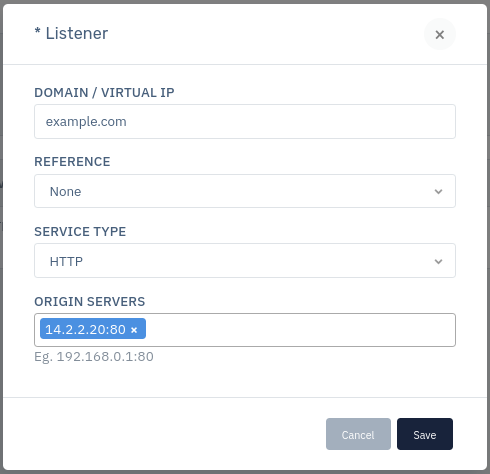 * Listener
×
DOMAIN / VIRTUAL IP
example.com
REFERENCE
None
SERVICE TYPE
HTTP
ORIGIN SERVERS
14.2.2.20:80 ×
Eg. 192.168.0.1:80
Cancel
Save